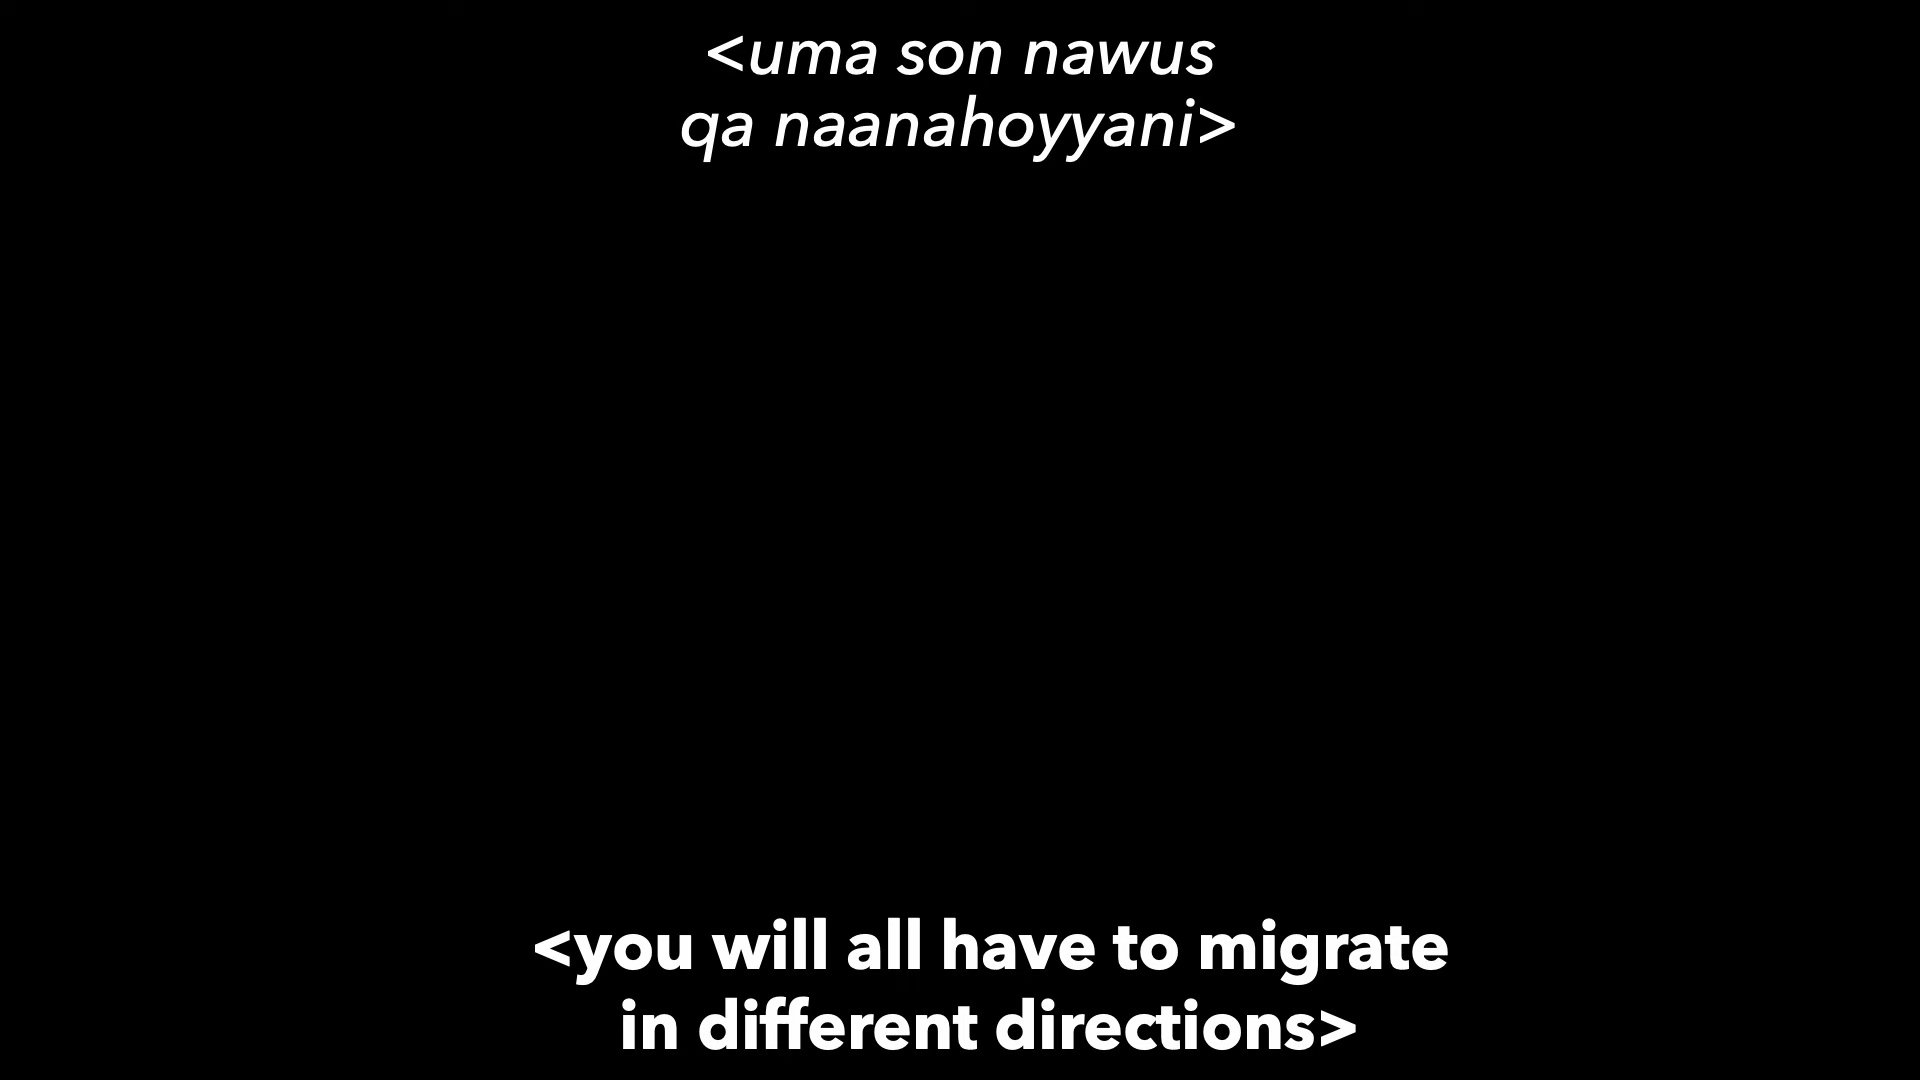 <uma son nawus
qa naanahoyyani>
<you will all have to migrate
in different directions>